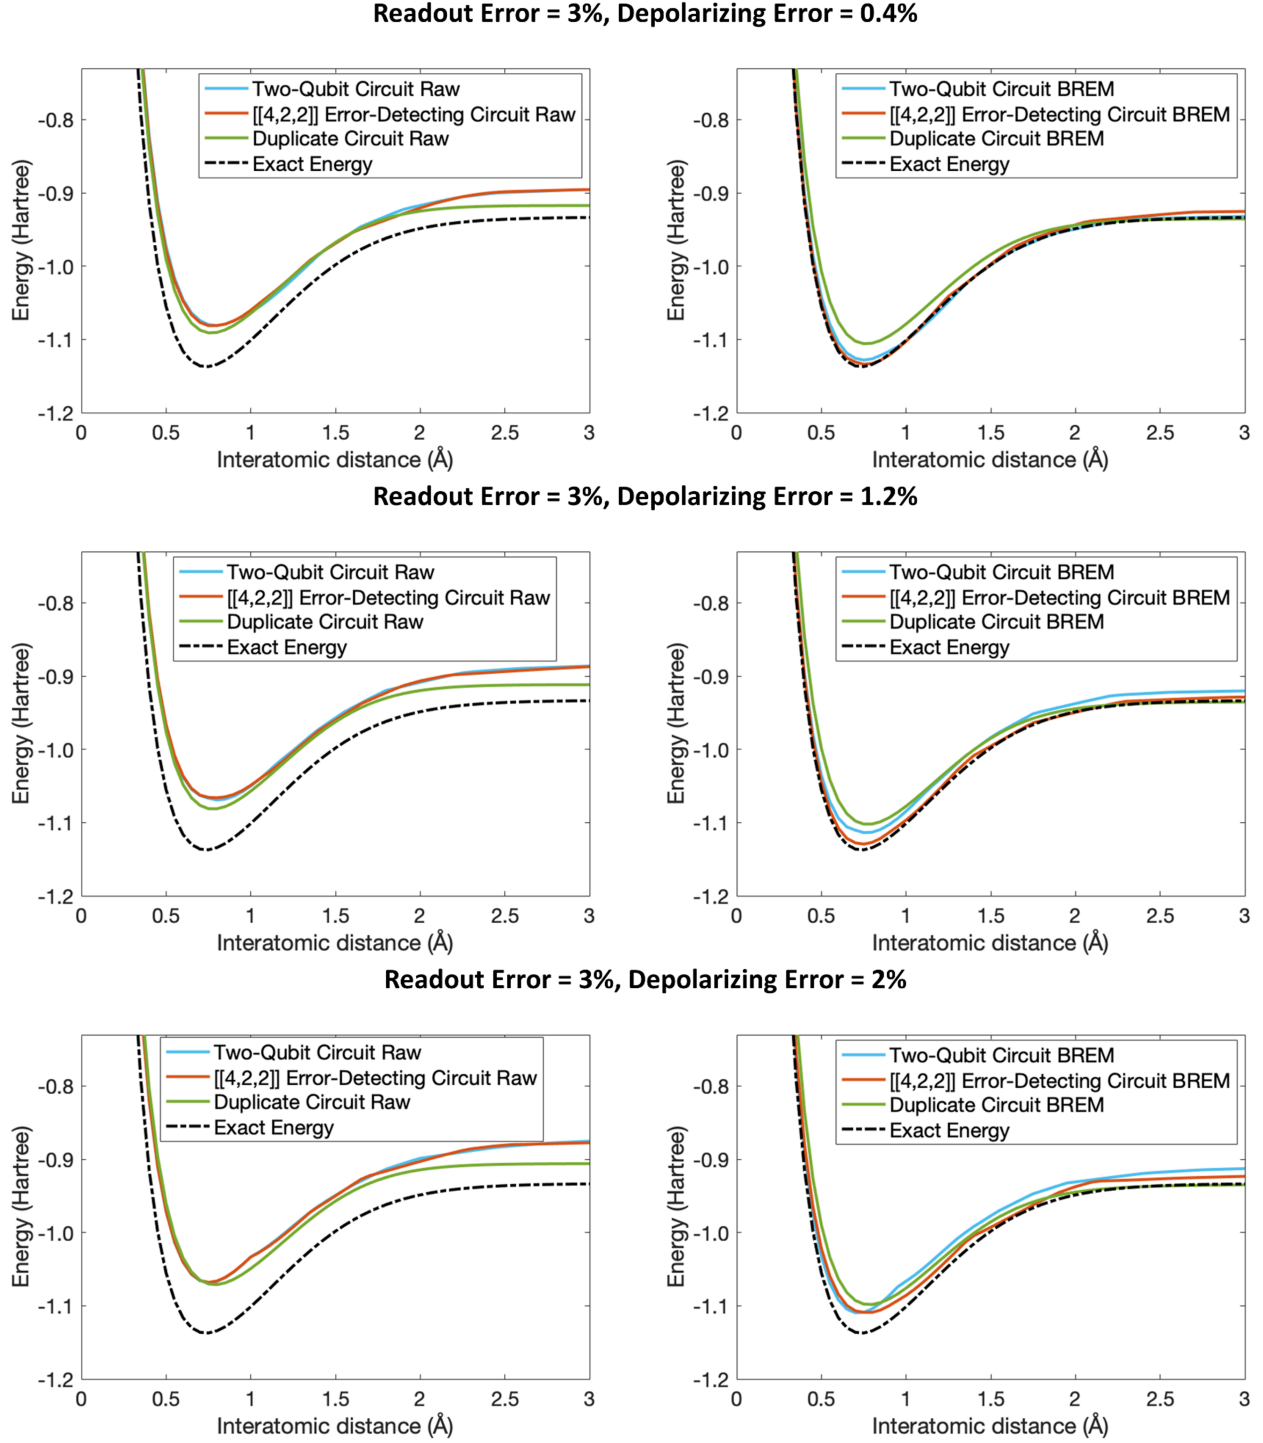 Readout Error = 3%, Depolarizing Error = 0.4%
Two-Qubit Circuit Raw
[[4,2,2]] Error-Detecting Circuit Raw
Duplicate Circuit Raw
Exact Energy
-0.8
-0.9
-1.0
-1.1
-1.2
Energy (Hartree)
0 0.5 1 1.5 2 2.5 3
Interatomic distance (Å)
Two-Qubit Circuit BREM
[[4,2,2]] Error-Detecting Circuit BREM
Duplicate Circuit BREM
Exact Energy
-0.8
-0.9
-1.0
-1.1
-1.2
Energy (Hartree)
0 0.5 1 1.5 2 2.5 3
Interatomic distance (Å)
Readout Error = 3%, Depolarizing Error = 1.2%
Two-Qubit Circuit Raw
[[4,2,2]] Error-Detecting Circuit Raw
Duplicate Circuit Raw
Exact Energy
-0.8
-0.9
-1.0
-1.1
-1.2
Energy (Hartree)
0 0.5 1 1.5 2 2.5 3
Interatomic distance (Å)
Two-Qubit Circuit BREM
[[4,2,2]] Error-Detecting Circuit BREM
Duplicate Circuit BREM
Exact Energy
-0.8
-0.9
-1.0
-1.1
-1.2
Energy (Hartree)
0 0.5 1 1.5 2 2.5 3
Interatomic distance (Å)
Readout Error = 3%, Depolarizing Error = 2%
Two-Qubit Circuit Raw
[[4,2,2]] Error-Detecting Circuit Raw
Duplicate Circuit Raw
Exact Energy
-0.8
-0.9
-1.0
-1.1
-1.2
Energy (Hartree)
0 0.5 1 1.5 2 2.5 3
Interatomic distance (Å)
Two-Qubit Circuit BREM
[[4,2,2]] Error-Detecting Circuit BREM
Duplicate Circuit BREM
Exact Energy
-0.8
-0.9
-1.0
-1.1
-1.2
Energy (Hartree)
0 0.5 1 1.5 2 2.5 3
Interatomic distance (Å)